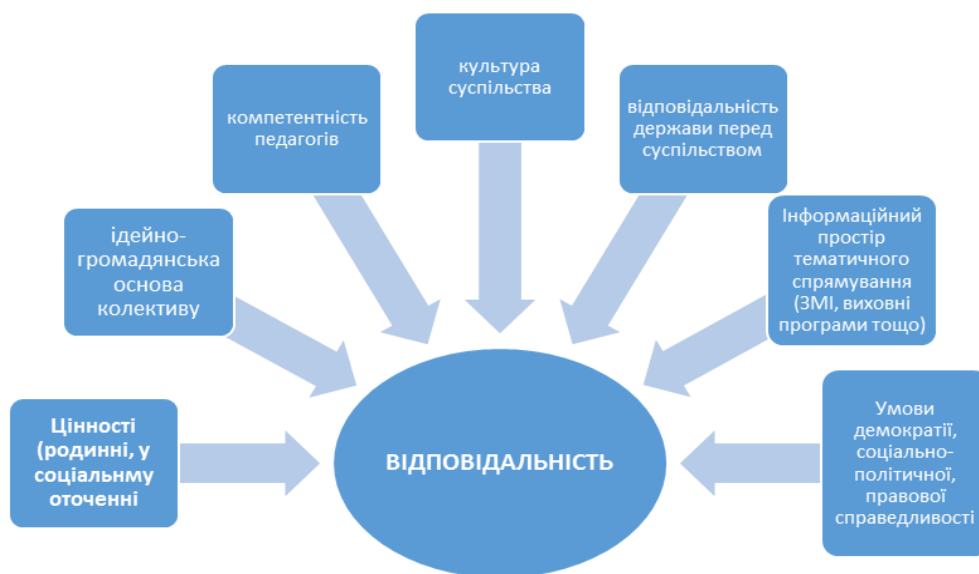 культура
суспільства
компетентність
педагогів
відповідальність
держави перед
суспільством
ідейно-
громадянська
основа
колективу
Інформаційний
простір
тематичного
спрямування
(ЗМІ, виховні
програми тощо)
Цінності
(родинні, у
соціальнму
оточенні
ВІДПОВІДАЛЬНІСТЬ
Умови
демократії,
соціально-
політичної,
правової
справедливості